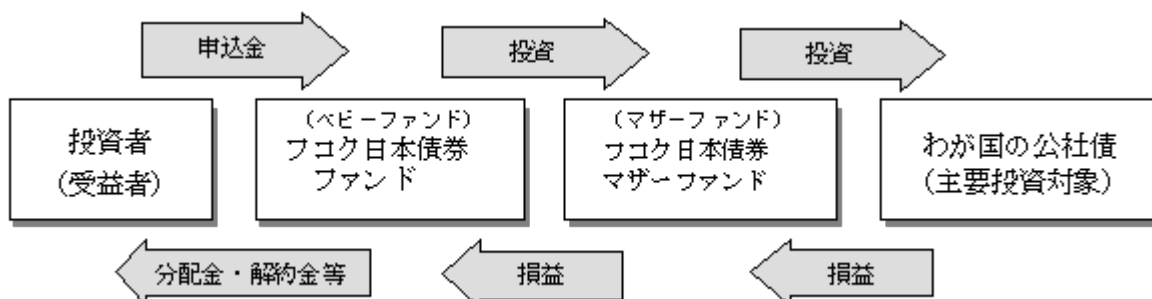 申込金
投資
投資
投資者
(受益者)
(ベビーファンド)
フコク日本債券
ファンド
(マザーファンド)
フコク日本債券
マザーファンド
わが国の公社債
(主要投資対象)
分配金・解約金等
損益
損益